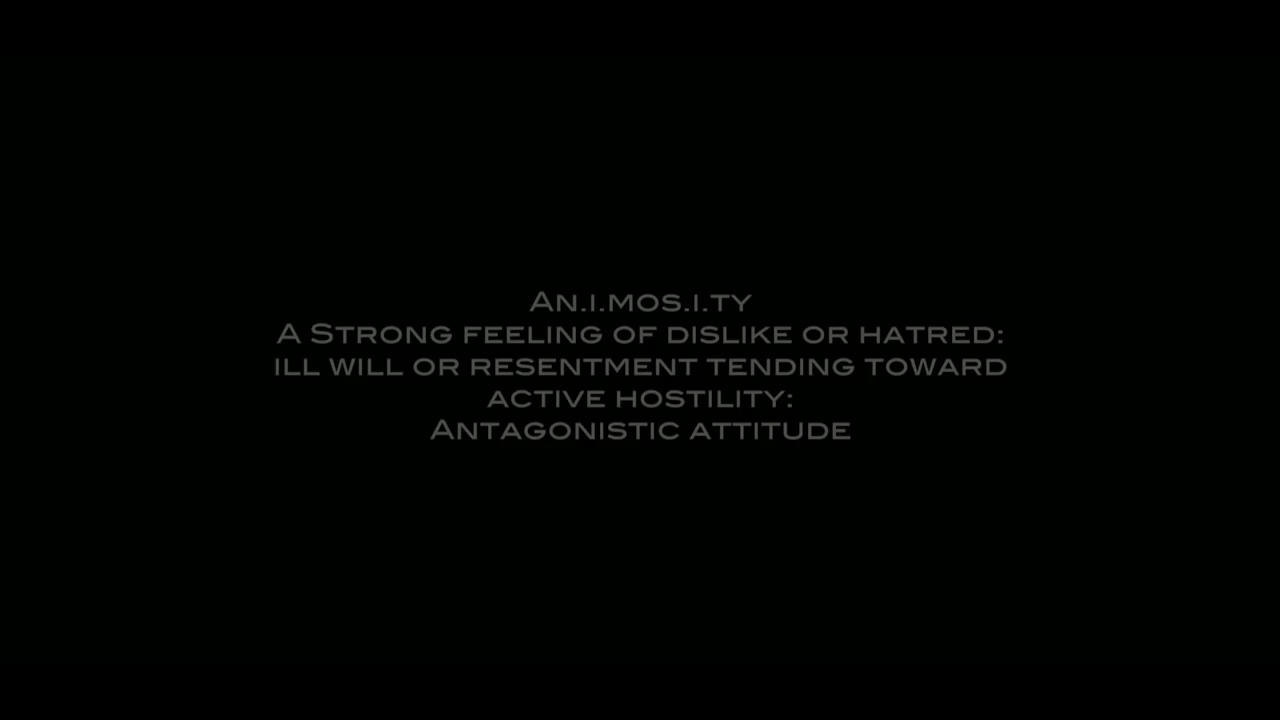 An.i.mos.i.ty
A Strong feeling of dislike or hatred:
ill will or resentment tending toward
active hostility:
Antagonistic attitude